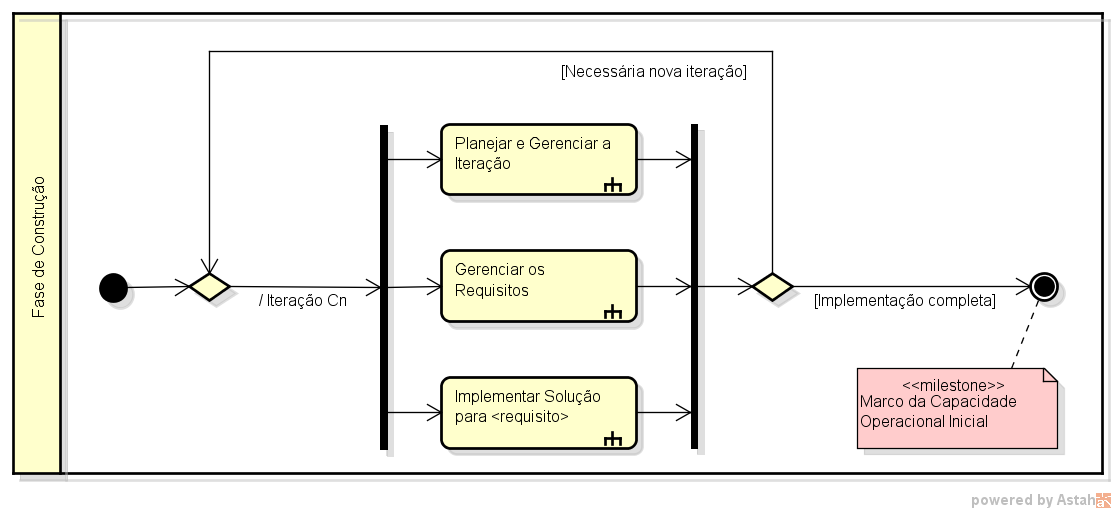 Fase de Construção
[Necessária nova iteração]
Planejar e Gerenciar a
Iteração
Gerenciar os
Requisitos
/ Iteração Cn
[Implementação completa]
Implementar Solução
para <requisito>
<<milestone>>
Marco da Capacidade
Operacional Inicial
powered by Astah